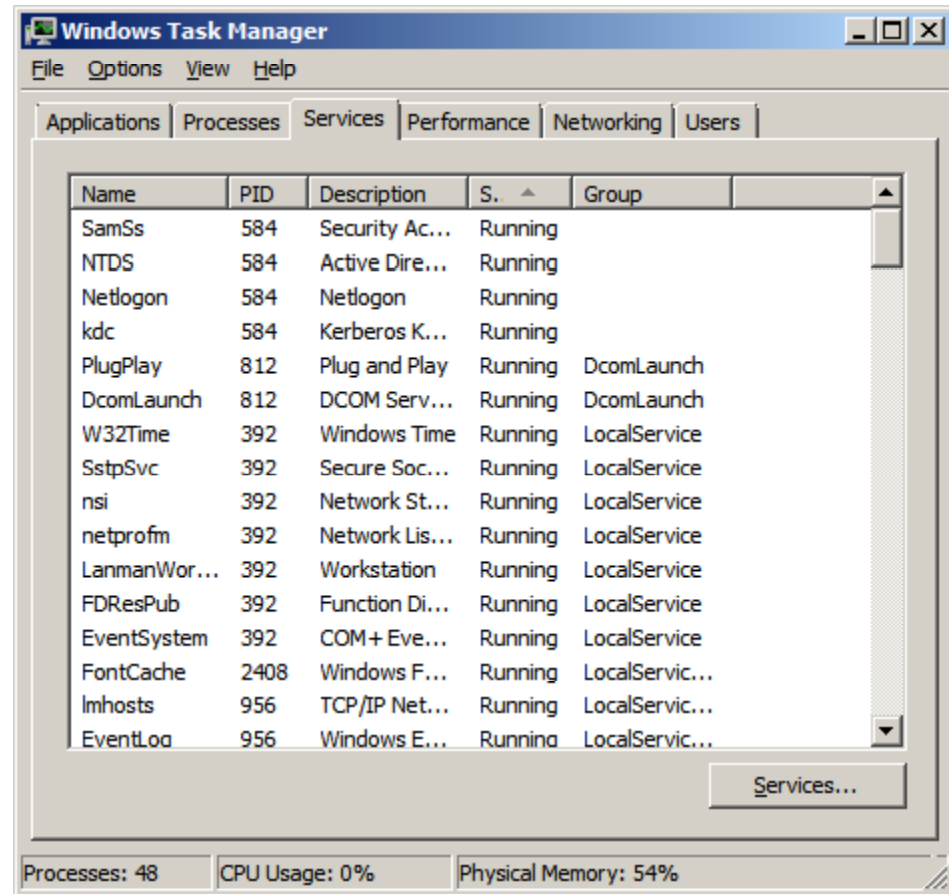 Windows Task Manager
File Options View Help
Applications Processes Services Performance Networking Users
Name PID Description S... Group
SamSs 584 Security Ac... Running
NTDS 584 Active Dire... Running
Netlogon 584 Netlogon Running
kdc 584 Kerberos K... Running
PlugPlay 812 Plug and Play Running DcomLaunch
DcomLaunch 812 DCOM Serv... Running DcomLaunch
W32Time 392 Windows Time Running LocalService
SstpSvc 392 Secure Soc... Running LocalService
nsi 392 Network St... Running LocalService
netprofm 392 Network Lis... Running LocalService
LanmanWor... 392 Workstation Running LocalService
FDResPub 392 Function Di... Running LocalService
EventSystem 392 COM+ Eve... Running LocalService
FontCache 2408 Windows F... Running LocalServic...
lmhosts 956 TCP/IP Net... Running LocalServic...
EventLog 956 Windows E... Running LocalServic...
Services...
Processes: 48 CPU Usage: 0% Physical Memory: 54%